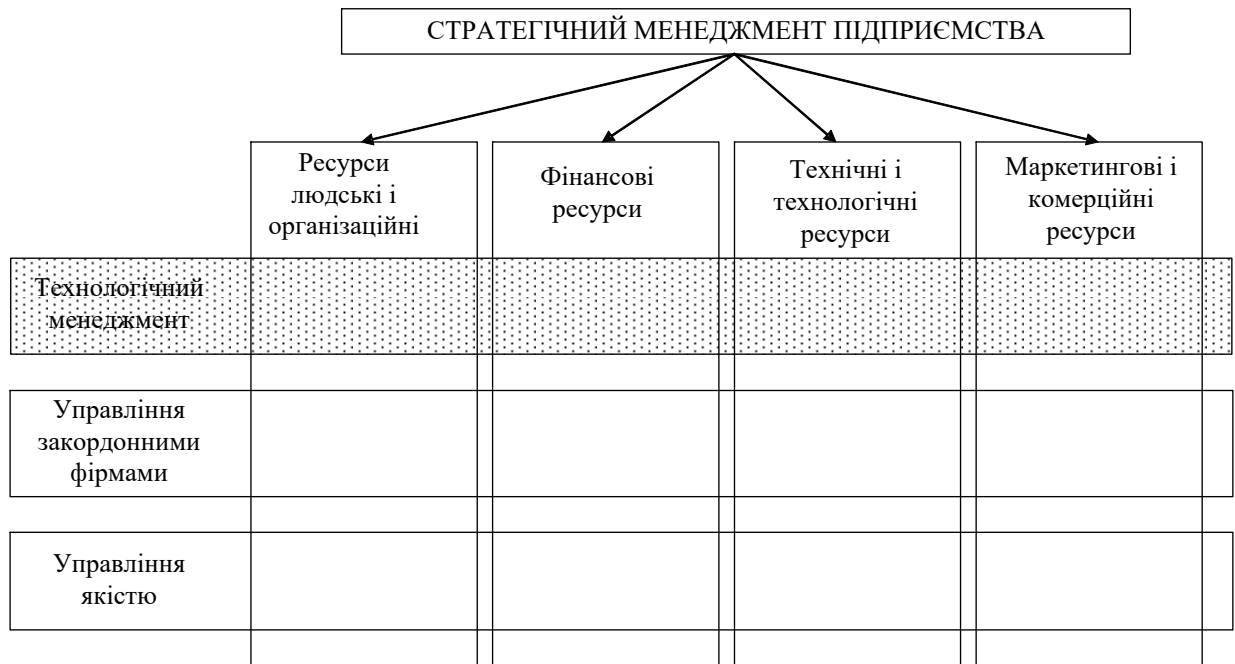 СТРАТЕГІЧНИЙ МЕНЕДЖМЕНТ ПІДПРИЄМСТВА
Ресурси
людські і
організаційні
Фінансові
ресурси
Технічні і
технологічні
ресурси
Маркетингові і
комерційні
ресурси
Технологічний
менеджмент
Управління
закордонними
фірмами
Управління
якістю